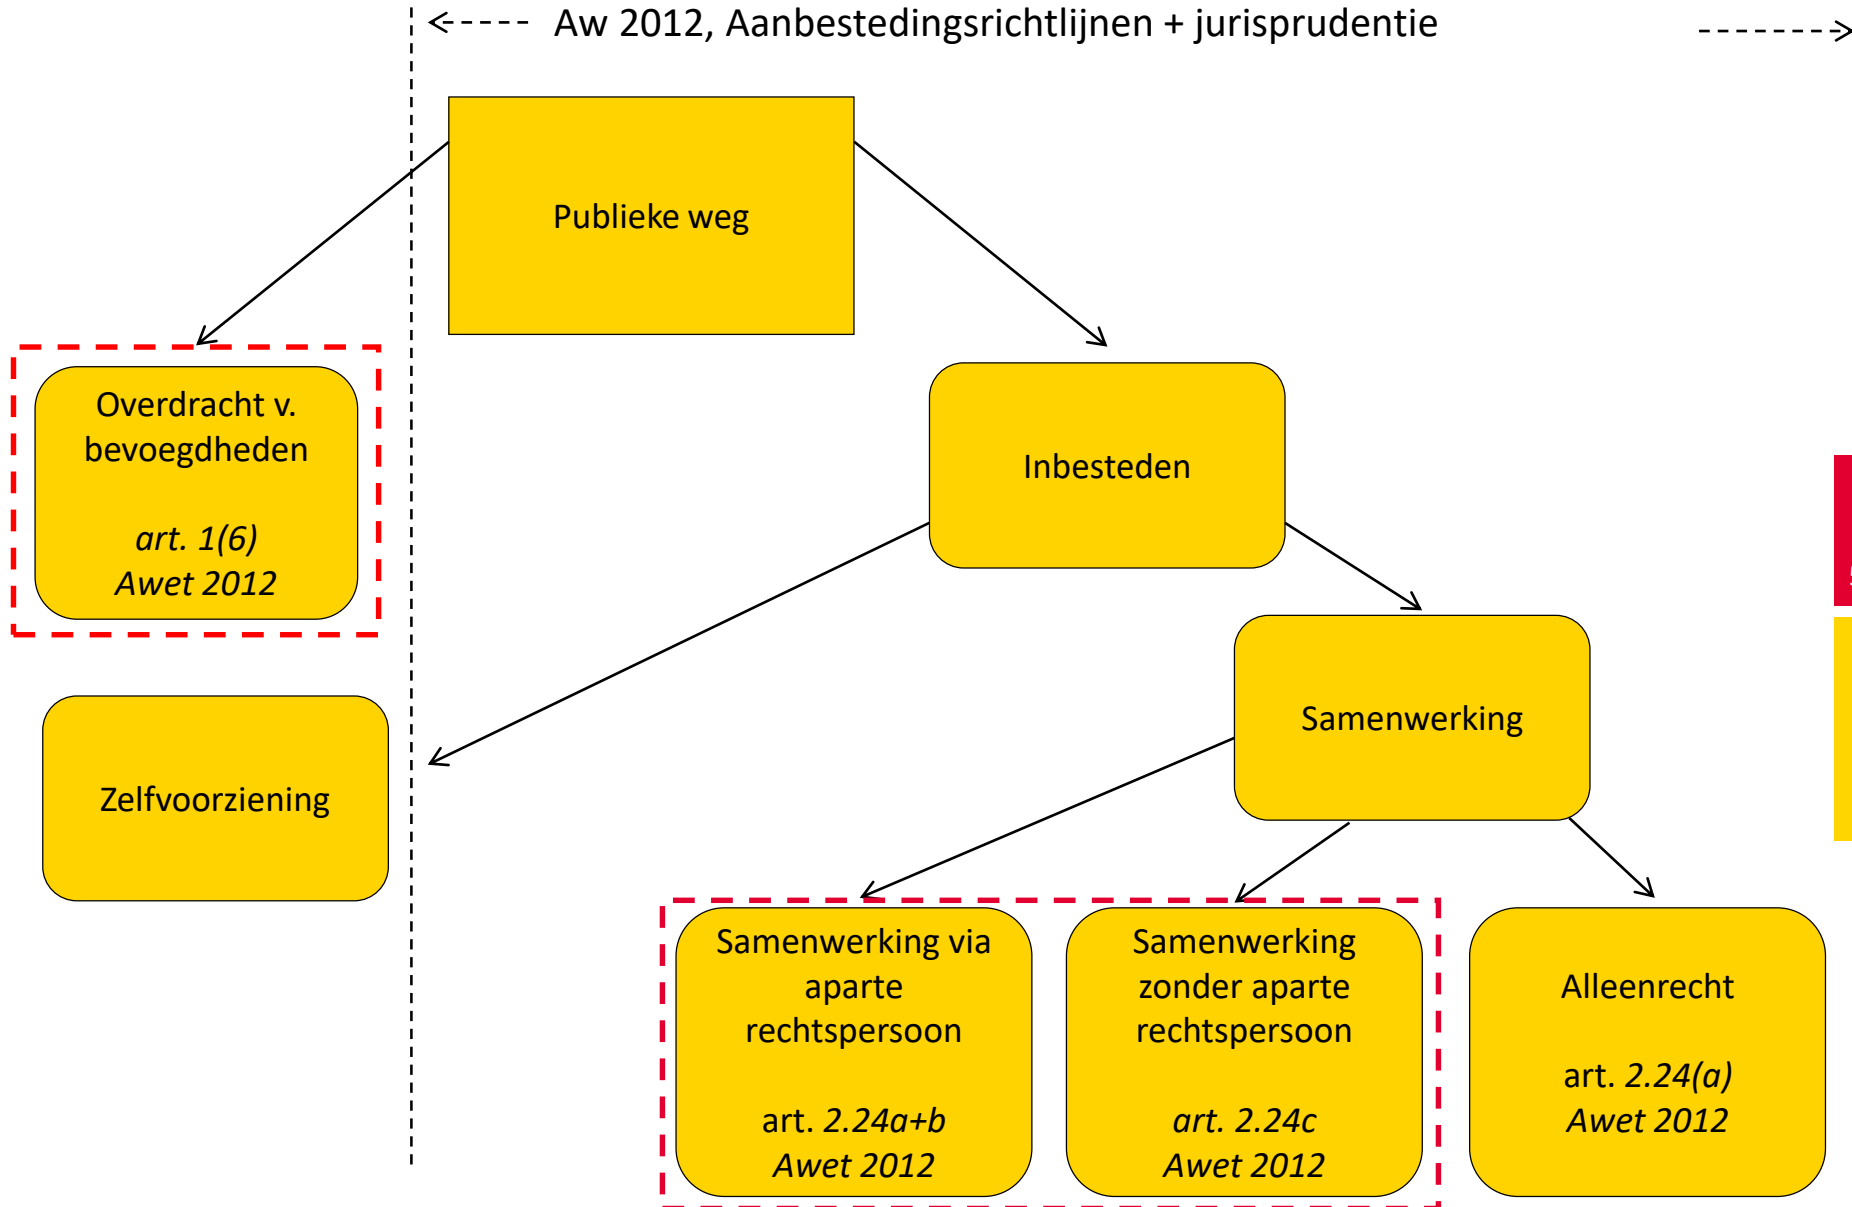 Aw 2012, Aanbestedingsrichtlijnen + jurisprudentie
Publieke weg
Overdracht v.
bevoegdheden
art. 1(6)
Awet 2012
Inbesteden
Samenwerking
Zelfvoorziening
Samenwerking via
aparte
rechtspersoon
art. 2.24a+b
Awet 2012
Samenwerking
zonder aparte
rechtspersoon
art. 2.24c
Awet 2012
Alleenrecht
art. 2.24(a)
Awet 2012